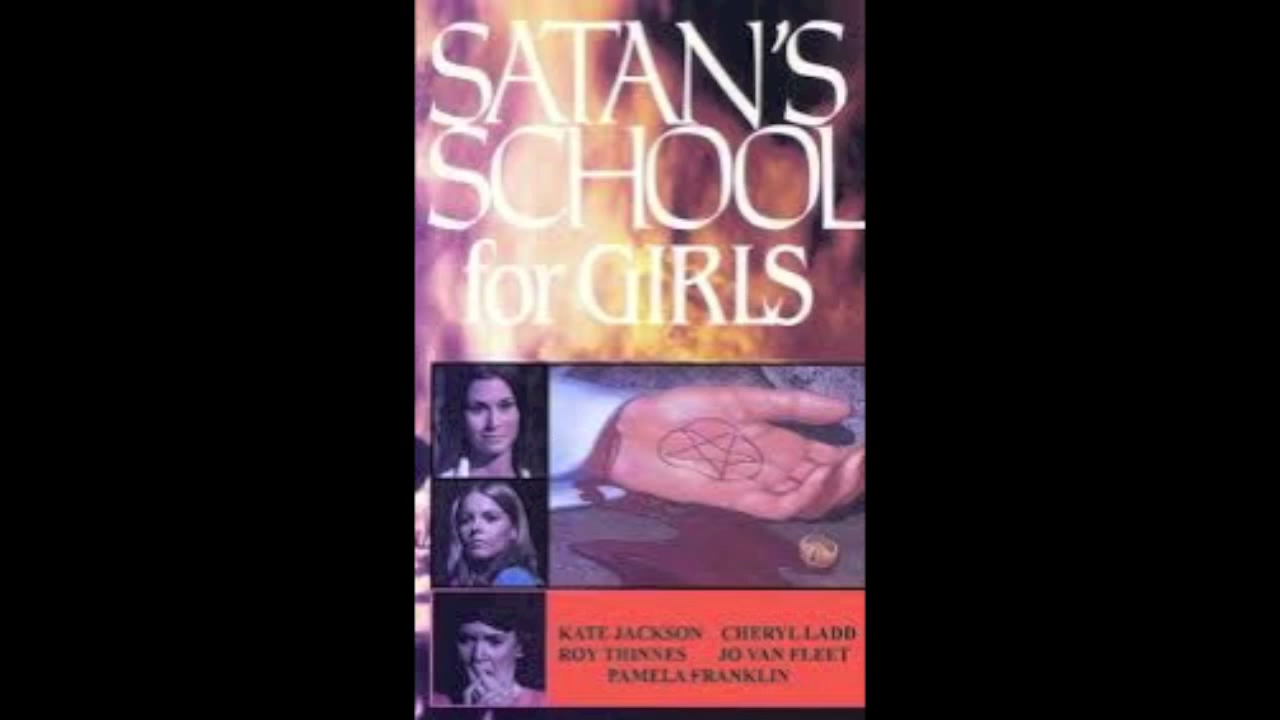 SATAN'S
SCHOOL
for GIRLS
KATE JACKSON CHERYL LADD
ROY THINNES JO VAN FLEET
PAMELA FRANKLIN